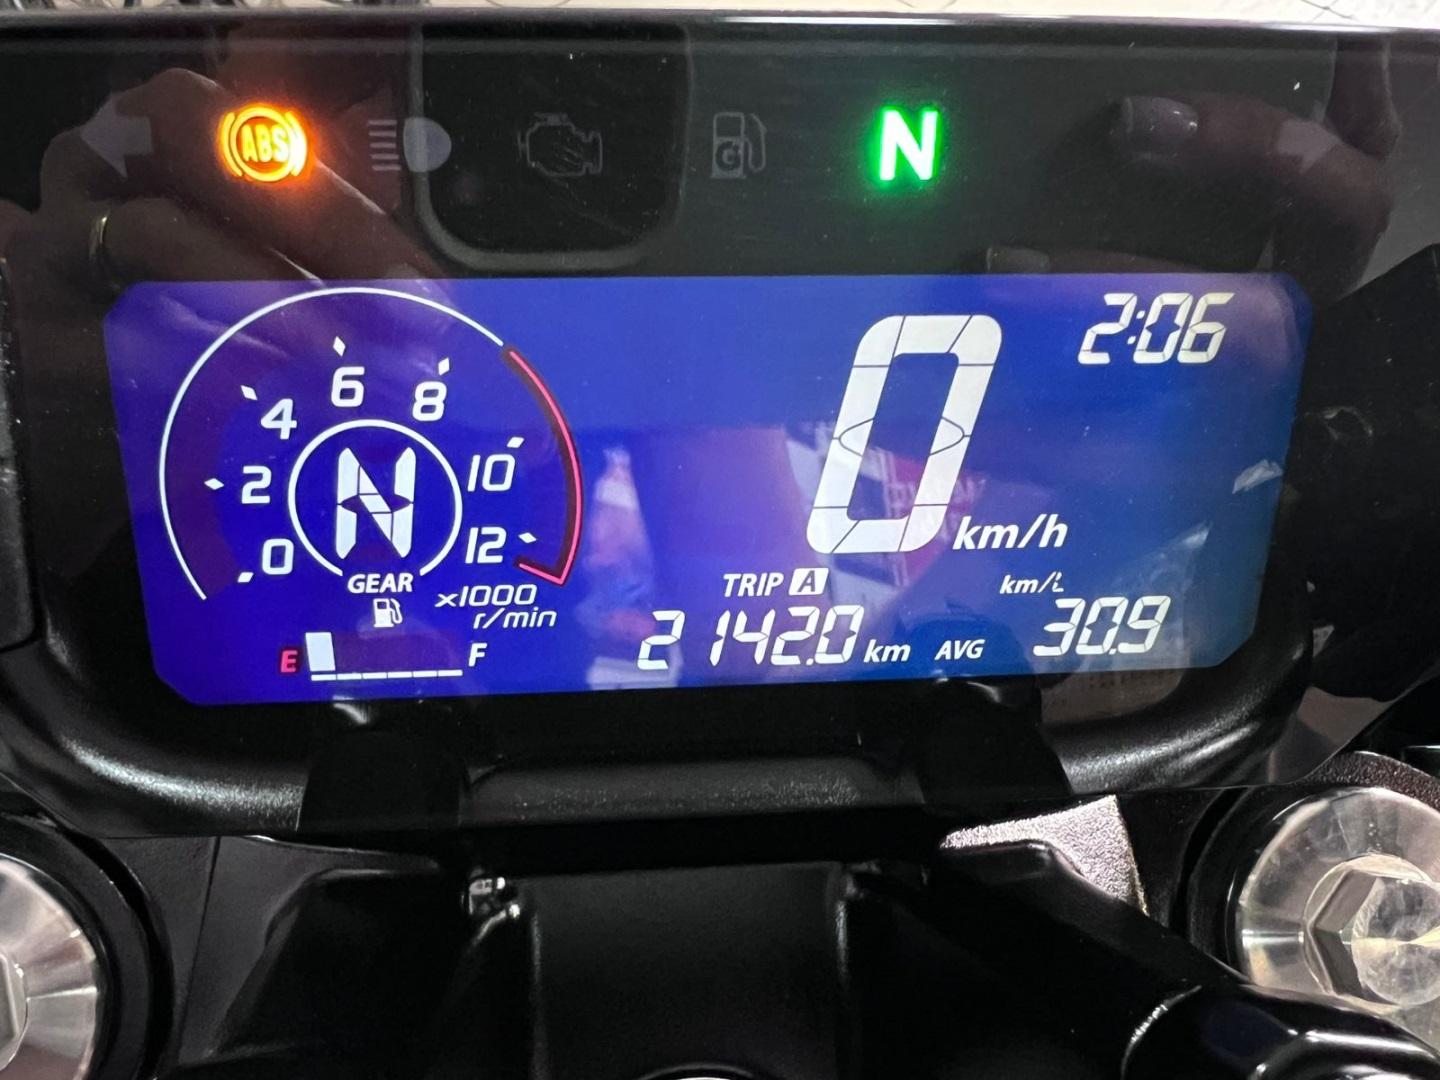 ABS
G
N
2:06
0 km/h
0 2 4 6 8 10 12
N
GEAR
x1000
r/min
E F
TRIP A
2142.0 km
AVG
km/L
30.9